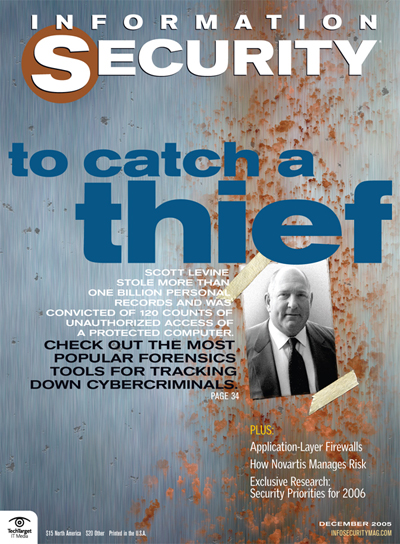 INFORMATION
SECURITY
to catch a
thief
SCOTT LEVINE
STOLE MORE THAN
ONE BILLION PERSONAL
RECORDS AND WAS
CONVICTED OF 120 COUNTS OF
UNAUTHORIZED ACCESS OF
A PROTECTED COMPUTER.
CHECK OUT THE MOST
POPULAR FORENSICS
TOOLS FOR TRACKING
DOWN CYBERCRIMINALS.
PAGE 34
PLUS:
Application-Layer Firewalls
How Novartis Manages Risk
Exclusive Research:
Security Priorities for 2006
TechTarget
IT Media
$15 North America $20 Other Printed in the U.S.A.
DECEMBER 2005
INFOSECURITYMAG.COM